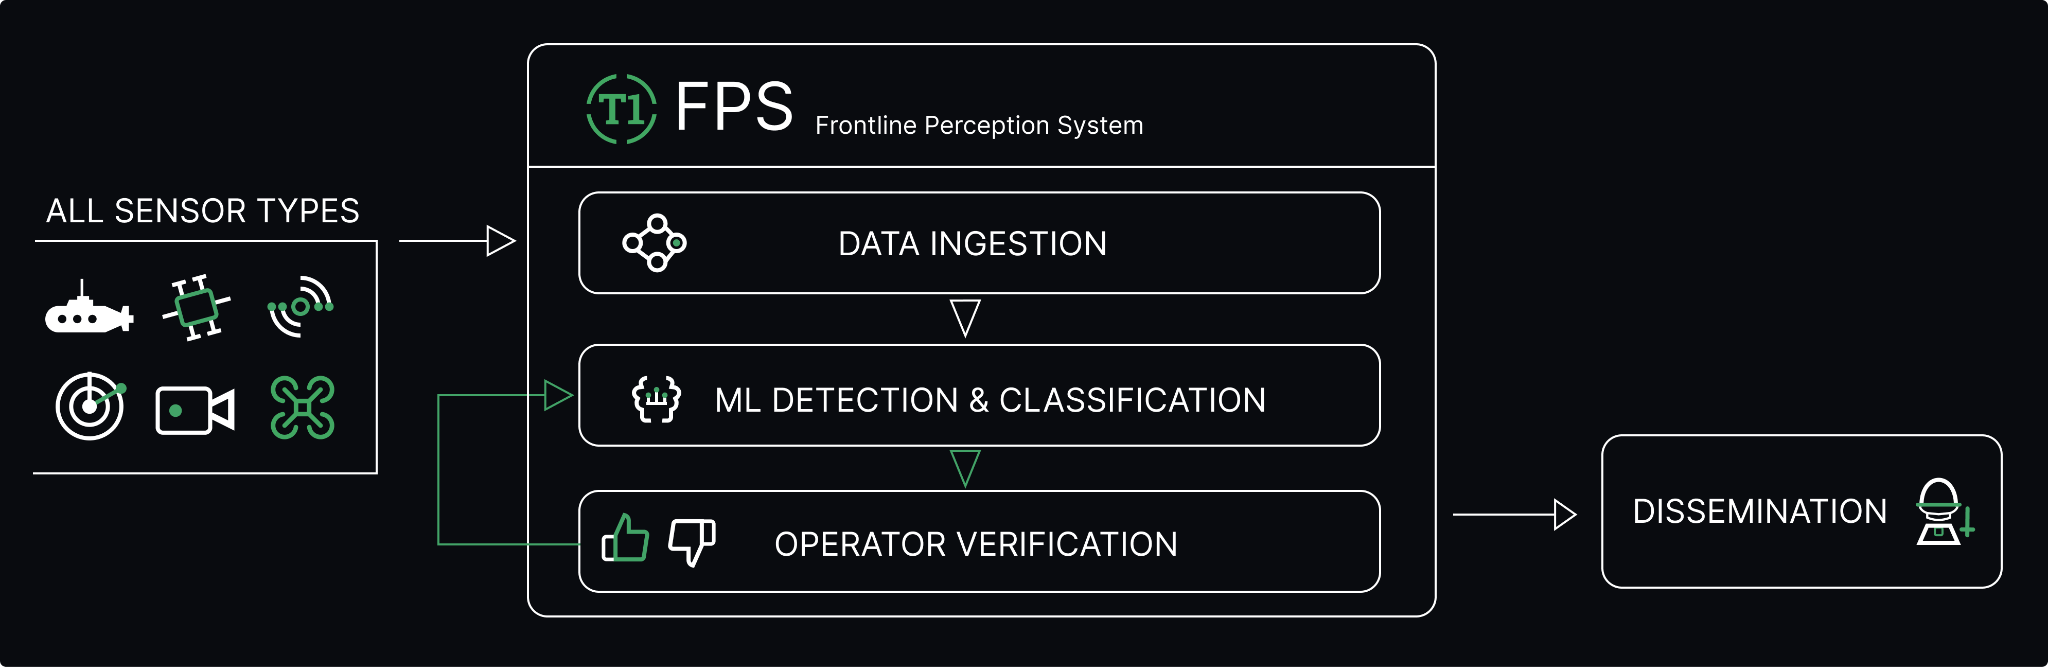 T1 FPS Frontline Perception System
ALL SENSOR TYPES
DATA INGESTION
ML DETECTION & CLASSIFICATION
OPERATOR VERIFICATION
DISSEMINATION